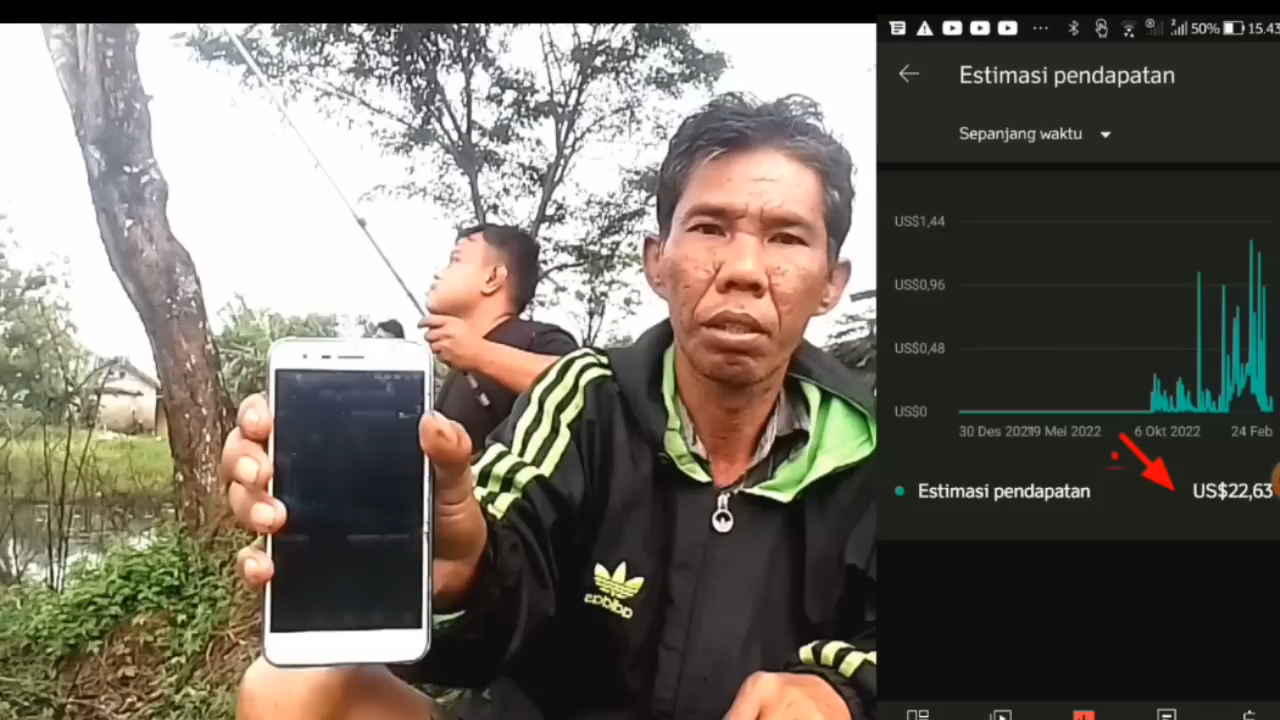 50% 15.43
Estimasi pendapatan
Sepanjang waktu
US$1,44
US$0,96
US$0,48
US$0
30 Des 2021 19 Mei 2022 6 Okt 2022 24 Feb
Estimasi pendapatan US$22,63
adidas